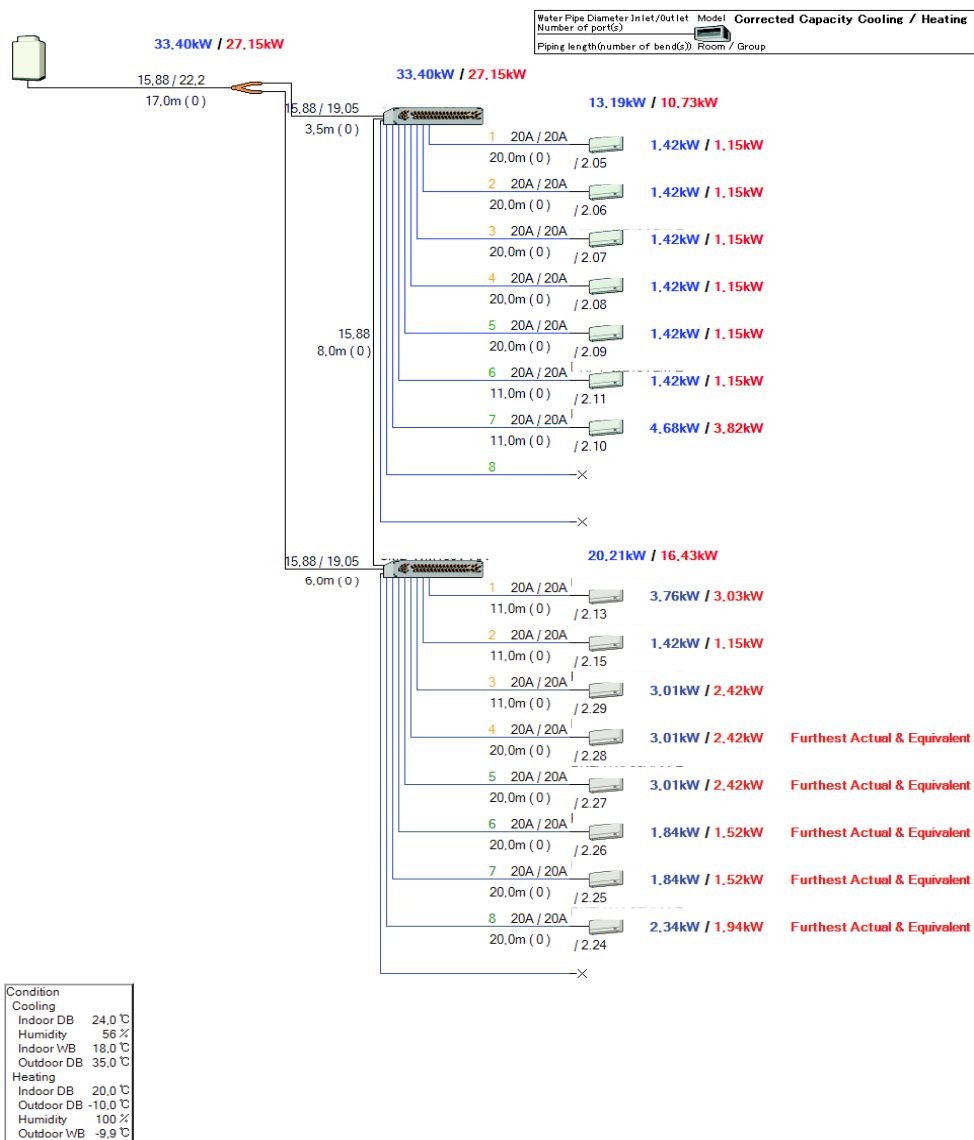 Water Pipe Diameter Inlet/Outlet Model Corrected Capacity Cooling / Heating
Number of port(s)
Piping length(number of bend(s)) Room / Group
33,40kW / 27,15kW
15,88 / 22,2
17,0m ( 0 )
33,40kW / 27,15kW
15,88 / 19,05
3,5m ( 0 )
13,19kW / 10,73kW
1 20A / 20A
20,0m ( 0 ) / 2.05
1,42kW / 1,15kW
2 20A / 20A
20,0m ( 0 ) / 2.06
1,42kW / 1,15kW
3 20A / 20A
20,0m ( 0 ) / 2.07
1,42kW / 1,15kW
4 20A / 20A
20,0m ( 0 ) / 2.08
1,42kW / 1,15kW
15,88
8,0m ( 0 )
5 20A / 20A
20,0m ( 0 ) / 2.09
1,42kW / 1,15kW
6 20A / 20A
11,0m ( 0 ) / 2.11
1,42kW / 1,15kW
7 20A / 20A
11,0m ( 0 ) / 2.10
4,68kW / 3,82kW
8
15,88 / 19,05
6,0m ( 0 )
20,21kW / 16,43kW
1 20A / 20A
11,0m ( 0 ) / 2.13
3,76kW / 3,03kW
2 20A / 20A
11,0m ( 0 ) / 2.15
1,42kW / 1,15kW
3 20A / 20A
11,0m ( 0 ) / 2.29
3,01kW / 2,42kW
4 20A / 20A
20,0m ( 0 ) / 2.28
3,01kW / 2,42kW Furthest Actual & Equivalent
5 20A / 20A
20,0m ( 0 ) / 2.27
3,01kW / 2,42kW Furthest Actual & Equivalent
6 20A / 20A
20,0m ( 0 ) / 2.26
1,84kW / 1,52kW Furthest Actual & Equivalent
7 20A / 20A
20,0m ( 0 ) / 2.25
1,84kW / 1,52kW Furthest Actual & Equivalent
8 20A / 20A
20,0m ( 0 ) / 2.24
2,34kW / 1,94kW Furthest Actual & Equivalent
Condition
Cooling
Indoor DB 24,0 ℃
Humidity 56 %
Indoor WB 18,0 ℃
Outdoor DB 35,0 ℃
Heating
Indoor DB 20,0 ℃
Outdoor DB -10,0 ℃
Humidity 100 %
Outdoor WB -9,9 ℃